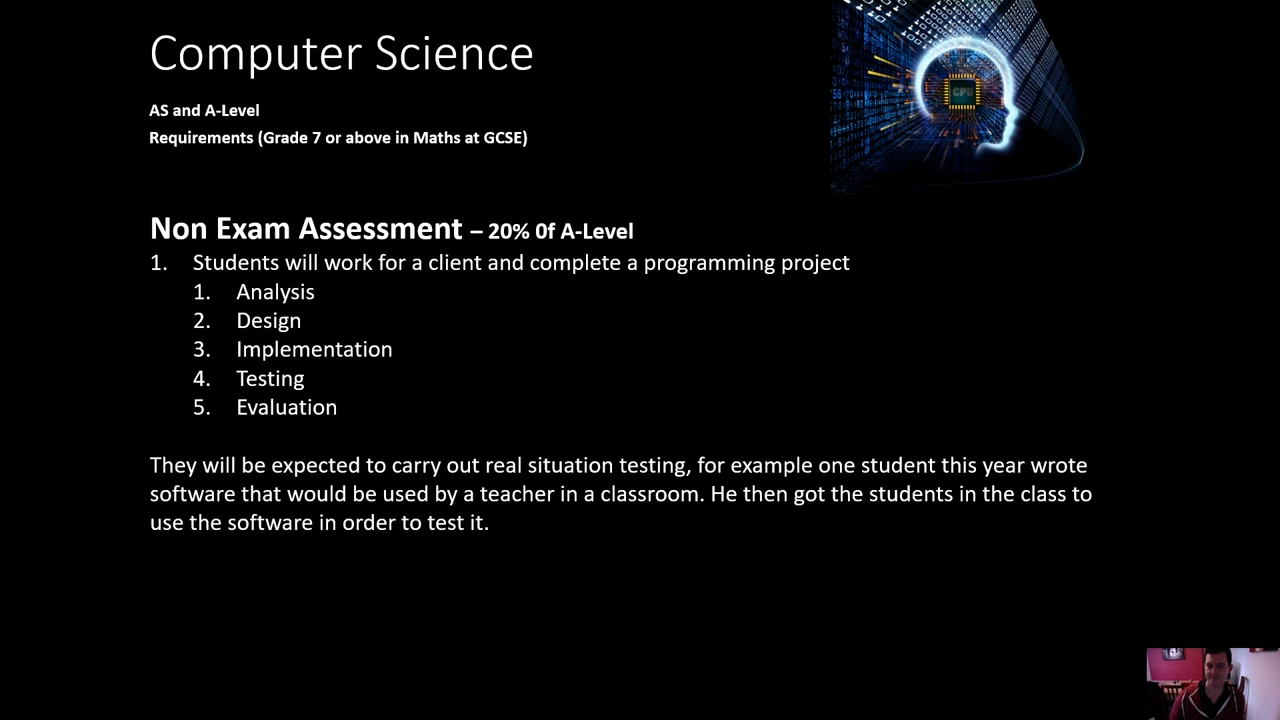 Computer Science
AS and A-Level
Requirements (Grade 7 or above in Maths at GCSE)
CPU
Non Exam Assessment – 20% 0f A-Level
1. Students will work for a client and complete a programming project
1. Analysis
2. Design
3. Implementation
4. Testing
5. Evaluation
They will be expected to carry out real situation testing, for example one student this year wrote
software that would be used by a teacher in a classroom. He then got the students in the class to
use the software in order to test it.